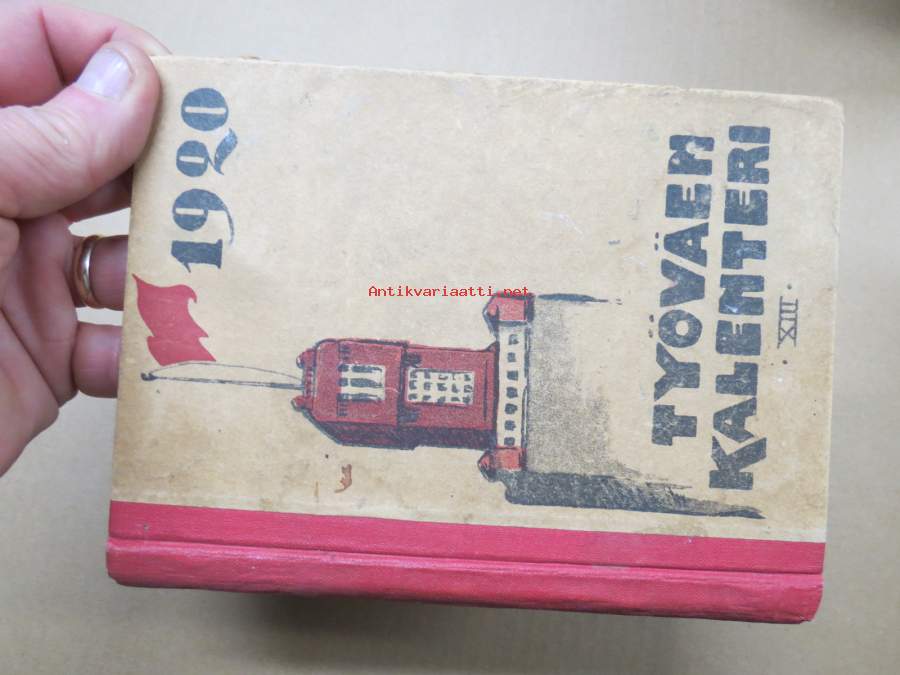 1920
TYÖVÄEN
KALENTERI
· XIII ·
Antikvariaatti.net